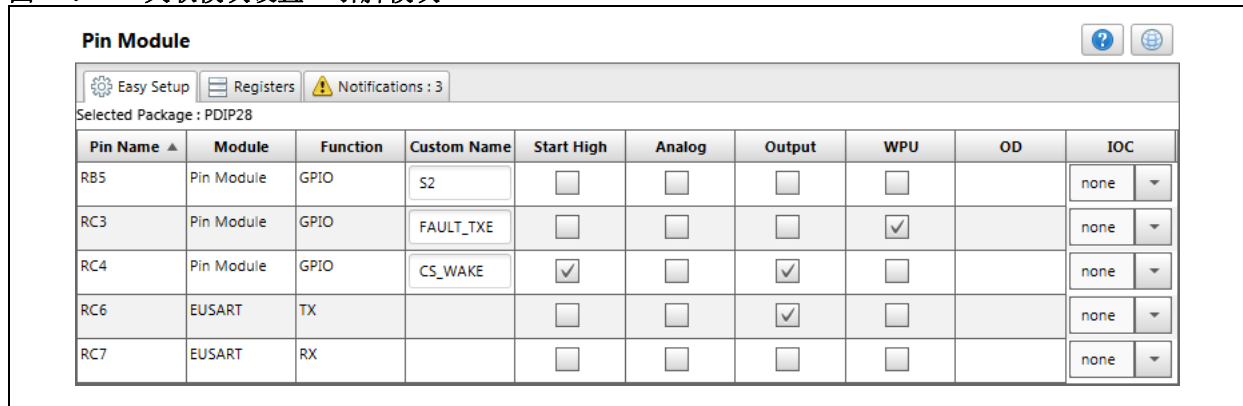 Pin Module
Easy Setup Registers Notifications : 3
Selected Package : PDIP28
Pin Name Module Function Custom Name Start High Analog Output WPU OD IOC
RB5 Pin Module GPIO S2 none
RC3 Pin Module GPIO FAULT_TXE none
RC4 Pin Module GPIO CS_WAKE none
RC6 EUSART TX none
RC7 EUSART RX none